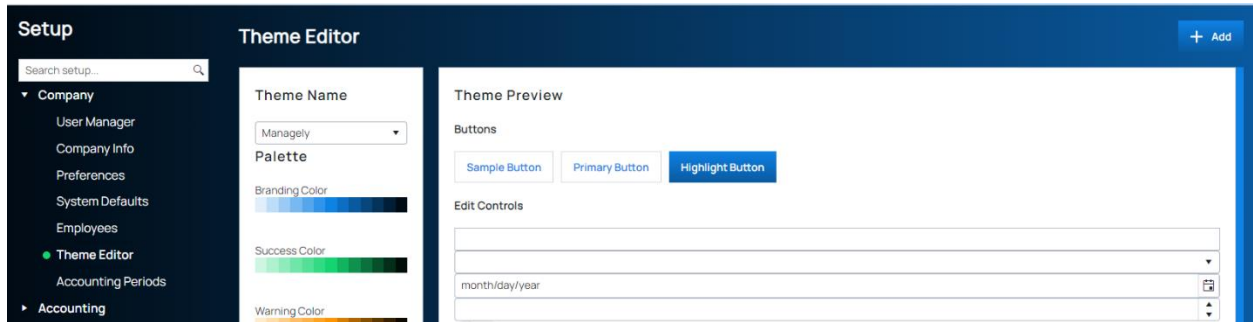 Setup
Search setup...
Company
User Manager
Company Info
Preferences
System Defaults
Employees
Theme Editor
Accounting Periods
Accounting
Theme Editor
+ Add
Theme Name
Managely
Palette
Branding Color
Success Color
Warning Color
Theme Preview
Buttons
Sample Button Primary Button Highlight Button
Edit Controls
month/day/year